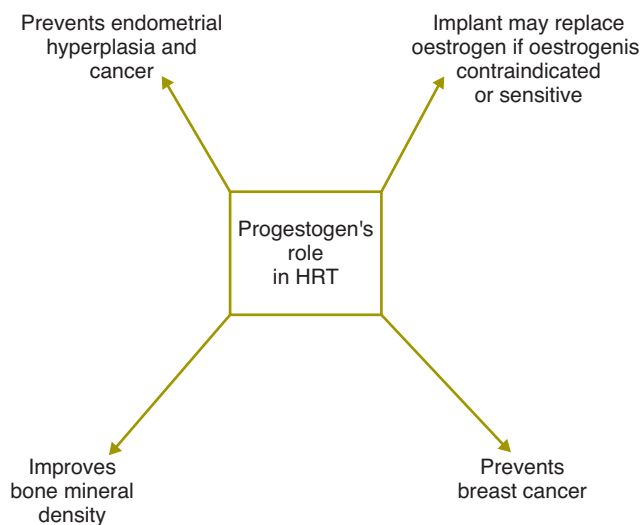 Prevents endometrial
hyperplasia and
cancer
Implant may replace
oestrogen if oestrogenis
contraindicated
or sensitive
Progestogen's
role
in HRT
Improves
bone mineral
density
Prevents
breast cancer